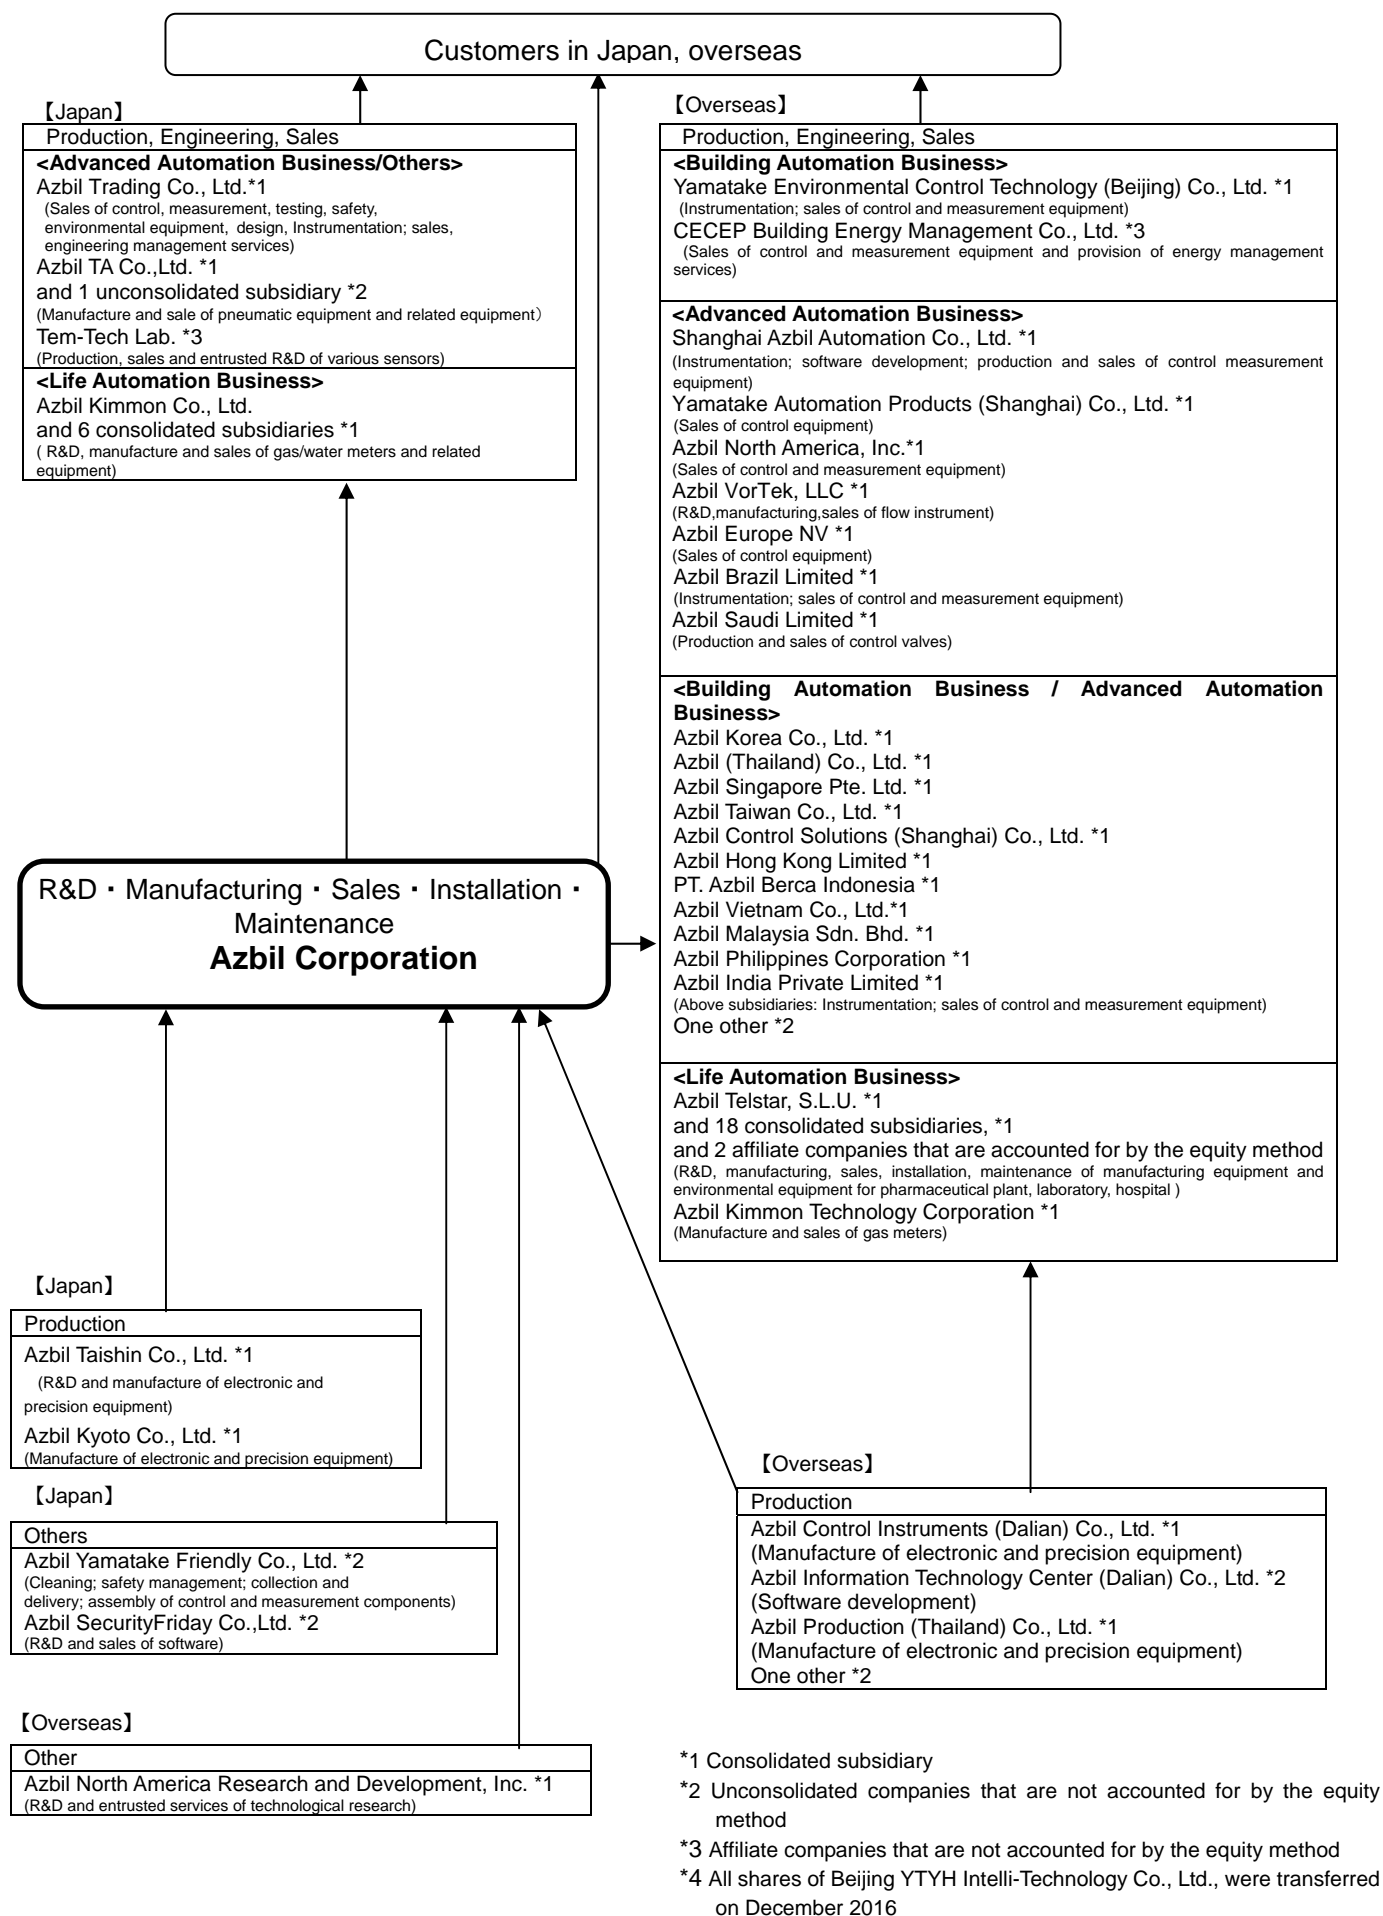 Customers in Japan, overseas
【Japan】
Production, Engineering, Sales
<Advanced Automation Business/Others>
Azbil Trading Co., Ltd.*1
(Sales of control, measurement, testing, safety,
environmental equipment, design, Instrumentation; sales,
engineering management services)
Azbil TA Co.,Ltd. *1
and 1 unconsolidated subsidiary *2
(Manufacture and sale of pneumatic equipment and related equipment）
Tem-Tech Lab. *3
(Production, sales and entrusted R&D of various sensors)
<Life Automation Business>
Azbil Kimmon Co., Ltd.
and 6 consolidated subsidiaries *1
( R&D, manufacture and sales of gas/water meters and related
equipment)
【Overseas】
Production, Engineering, Sales
<Building Automation Business>
Yamatake Environmental Control Technology (Beijing) Co., Ltd. *1
(Instrumentation; sales of control and measurement equipment)
CECEP Building Energy Management Co., Ltd. *3
(Sales of control and measurement equipment and provision of energy management
services)
<Advanced Automation Business>
Shanghai Azbil Automation Co., Ltd. *1
(Instrumentation; software development; production and sales of control measurement
equipment)
Yamatake Automation Products (Shanghai) Co., Ltd. *1
(Sales of control equipment)
Azbil North America, Inc.*1
(Sales of control and measurement equipment)
Azbil VorTek, LLC *1
(R&D,manufacturing,sales of flow instrument)
Azbil Europe NV *1
(Sales of control equipment)
Azbil Brazil Limited *1
(Instrumentation; sales of control and measurement equipment)
Azbil Saudi Limited *1
(Production and sales of control valves)
<Building Automation Business / Advanced Automation
Business>
Azbil Korea Co., Ltd. *1
Azbil (Thailand) Co., Ltd. *1
Azbil Singapore Pte. Ltd. *1
Azbil Taiwan Co., Ltd. *1
Azbil Control Solutions (Shanghai) Co., Ltd. *1
Azbil Hong Kong Limited *1
PT. Azbil Berca Indonesia *1
Azbil Vietnam Co., Ltd.*1
Azbil Malaysia Sdn. Bhd. *1
Azbil Philippines Corporation *1
Azbil India Private Limited *1
(Above subsidiaries: Instrumentation; sales of control and measurement equipment)
One other *2
<Life Automation Business>
Azbil Telstar, S.L.U. *1
and 18 consolidated subsidiaries, *1
and 2 affiliate companies that are accounted for by the equity method
(R&D, manufacturing, sales, installation, maintenance of manufacturing equipment and
environmental equipment for pharmaceutical plant, laboratory, hospital )
Azbil Kimmon Technology Corporation *1
(Manufacture and sales of gas meters)
R&D・Manufacturing・Sales・Installation・
Maintenance
Azbil Corporation
【Japan】
Production
Azbil Taishin Co., Ltd. *1
(R&D and manufacture of electronic and
precision equipment)
Azbil Kyoto Co., Ltd. *1
(Manufacture of electronic and precision equipment)
【Japan】
Others
Azbil Yamatake Friendly Co., Ltd. *2
(Cleaning; safety management; collection and
delivery; assembly of control and measurement components)
Azbil SecurityFriday Co.,Ltd. *2
(R&D and sales of software)
【Overseas】
Other
Azbil North America Research and Development, Inc. *1
(R&D and entrusted services of technological research)
【Overseas】
Production
Azbil Control Instruments (Dalian) Co., Ltd. *1
(Manufacture of electronic and precision equipment)
Azbil Information Technology Center (Dalian) Co., Ltd. *2
(Software development)
Azbil Production (Thailand) Co., Ltd. *1
(Manufacture of electronic and precision equipment)
One other *2
*1 Consolidated subsidiary
*2 Unconsolidated companies that are not accounted for by the equity
method
*3 Affiliate companies that are not accounted for by the equity method
*4 All shares of Beijing YTYH Intelli-Technology Co., Ltd., were transferred
on December 2016